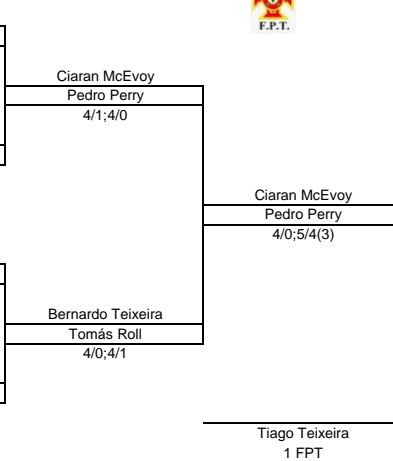 F.P.T.
Ciaran McEvoy
Pedro Perry
4/1;4/0
Ciaran McEvoy
Pedro Perry
4/0;5/4(3)
Bernardo Teixeira
Tomás Roll
4/0;4/1
Tiago Teixeira
1 FPT